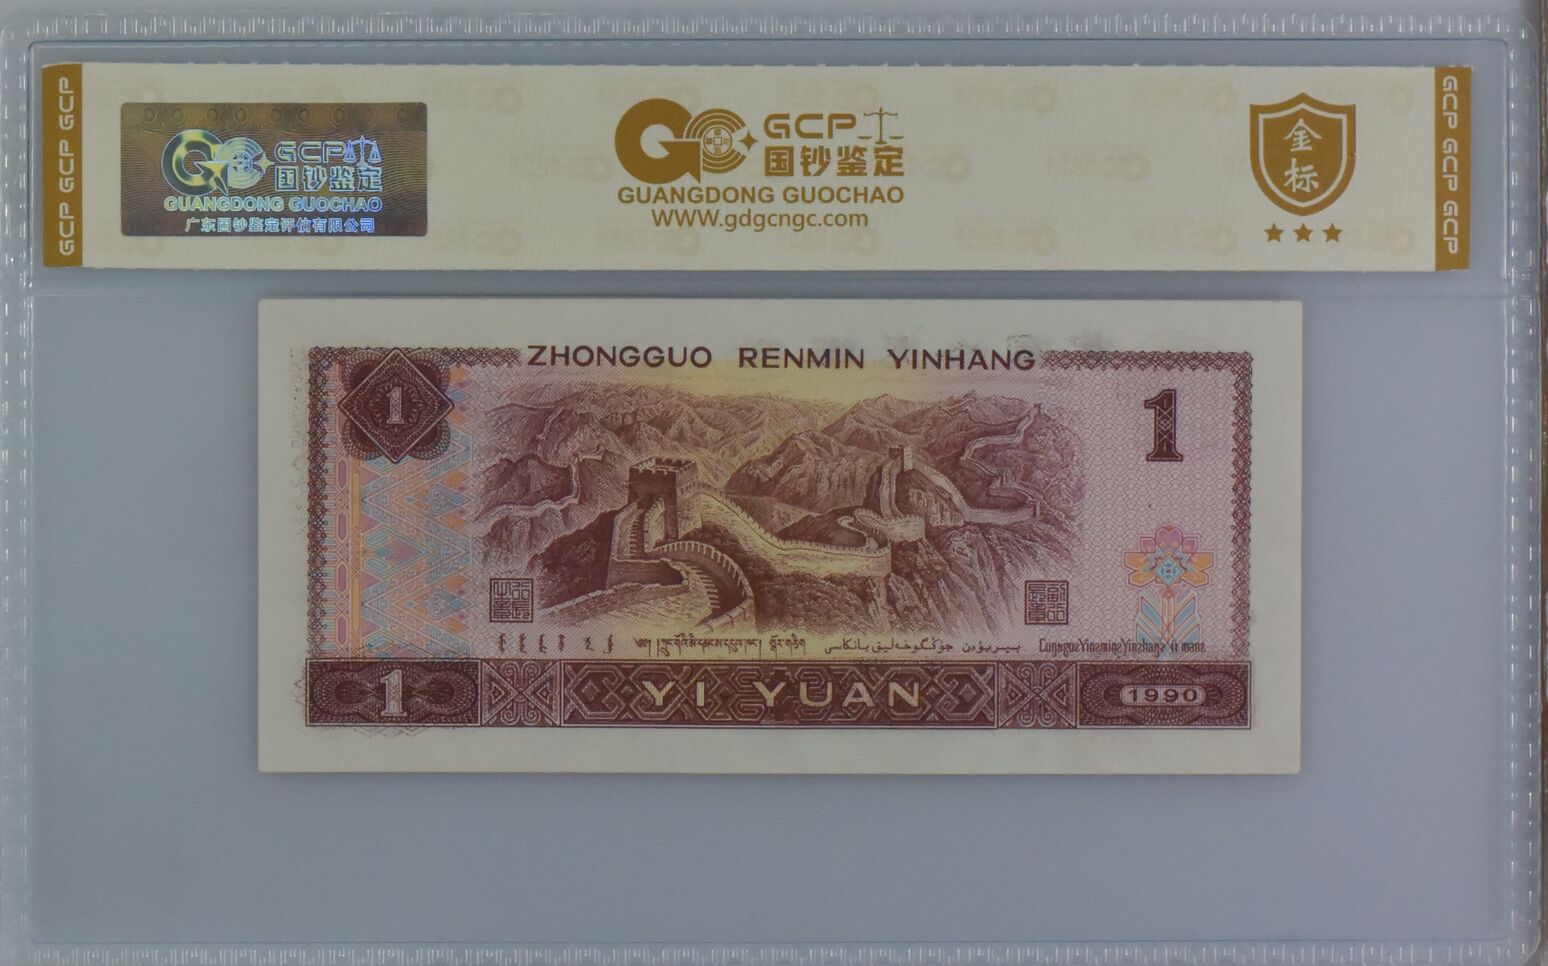 GCP GCP GCP
GCP
国钞鉴定
GUANGDONG GUOCHAO
广东国钞鉴定评估有限公司
GCP
国钞鉴定
GUANGDONG GUOCHAO
WWW.gdgcngc.com
金标
GCP GCP GCP
ZHONGGUO RENMIN YINHANG
1
1
1
YI YUAN
1990